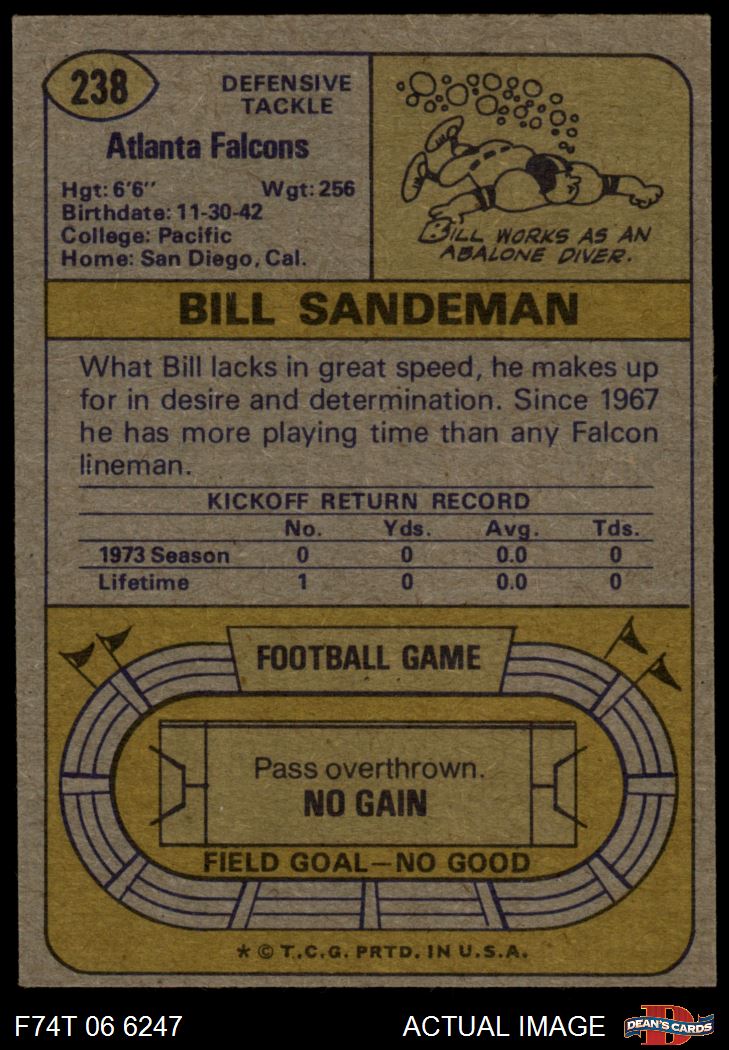 238
DEFENSIVE
TACKLE
Atlanta Falcons
Hgt: 6'6" Wgt: 256
Birthdate: 11-30-42
College: Pacific
Home: San Diego, Cal.
BILL WORKS AS AN
ABALONE DIVER.
BILL SANDEMAN
What Bill lacks in great speed, he makes up
for in desire and determination. Since 1967
he has more playing time than any Falcon
lineman.
KICKOFF RETURN RECORD
No. Yds. Avg. Tds.
1973 Season 0 0 0.0 0
Lifetime 1 0 0.0 0
FOOTBALL GAME
Pass overthrown.
NO GAIN
FIELD GOAL—NO GOOD
* © T.C.G. PRTD. IN U.S.A.
F74T 06 6247 ACTUAL IMAGE
D
DEAN'S CARDS